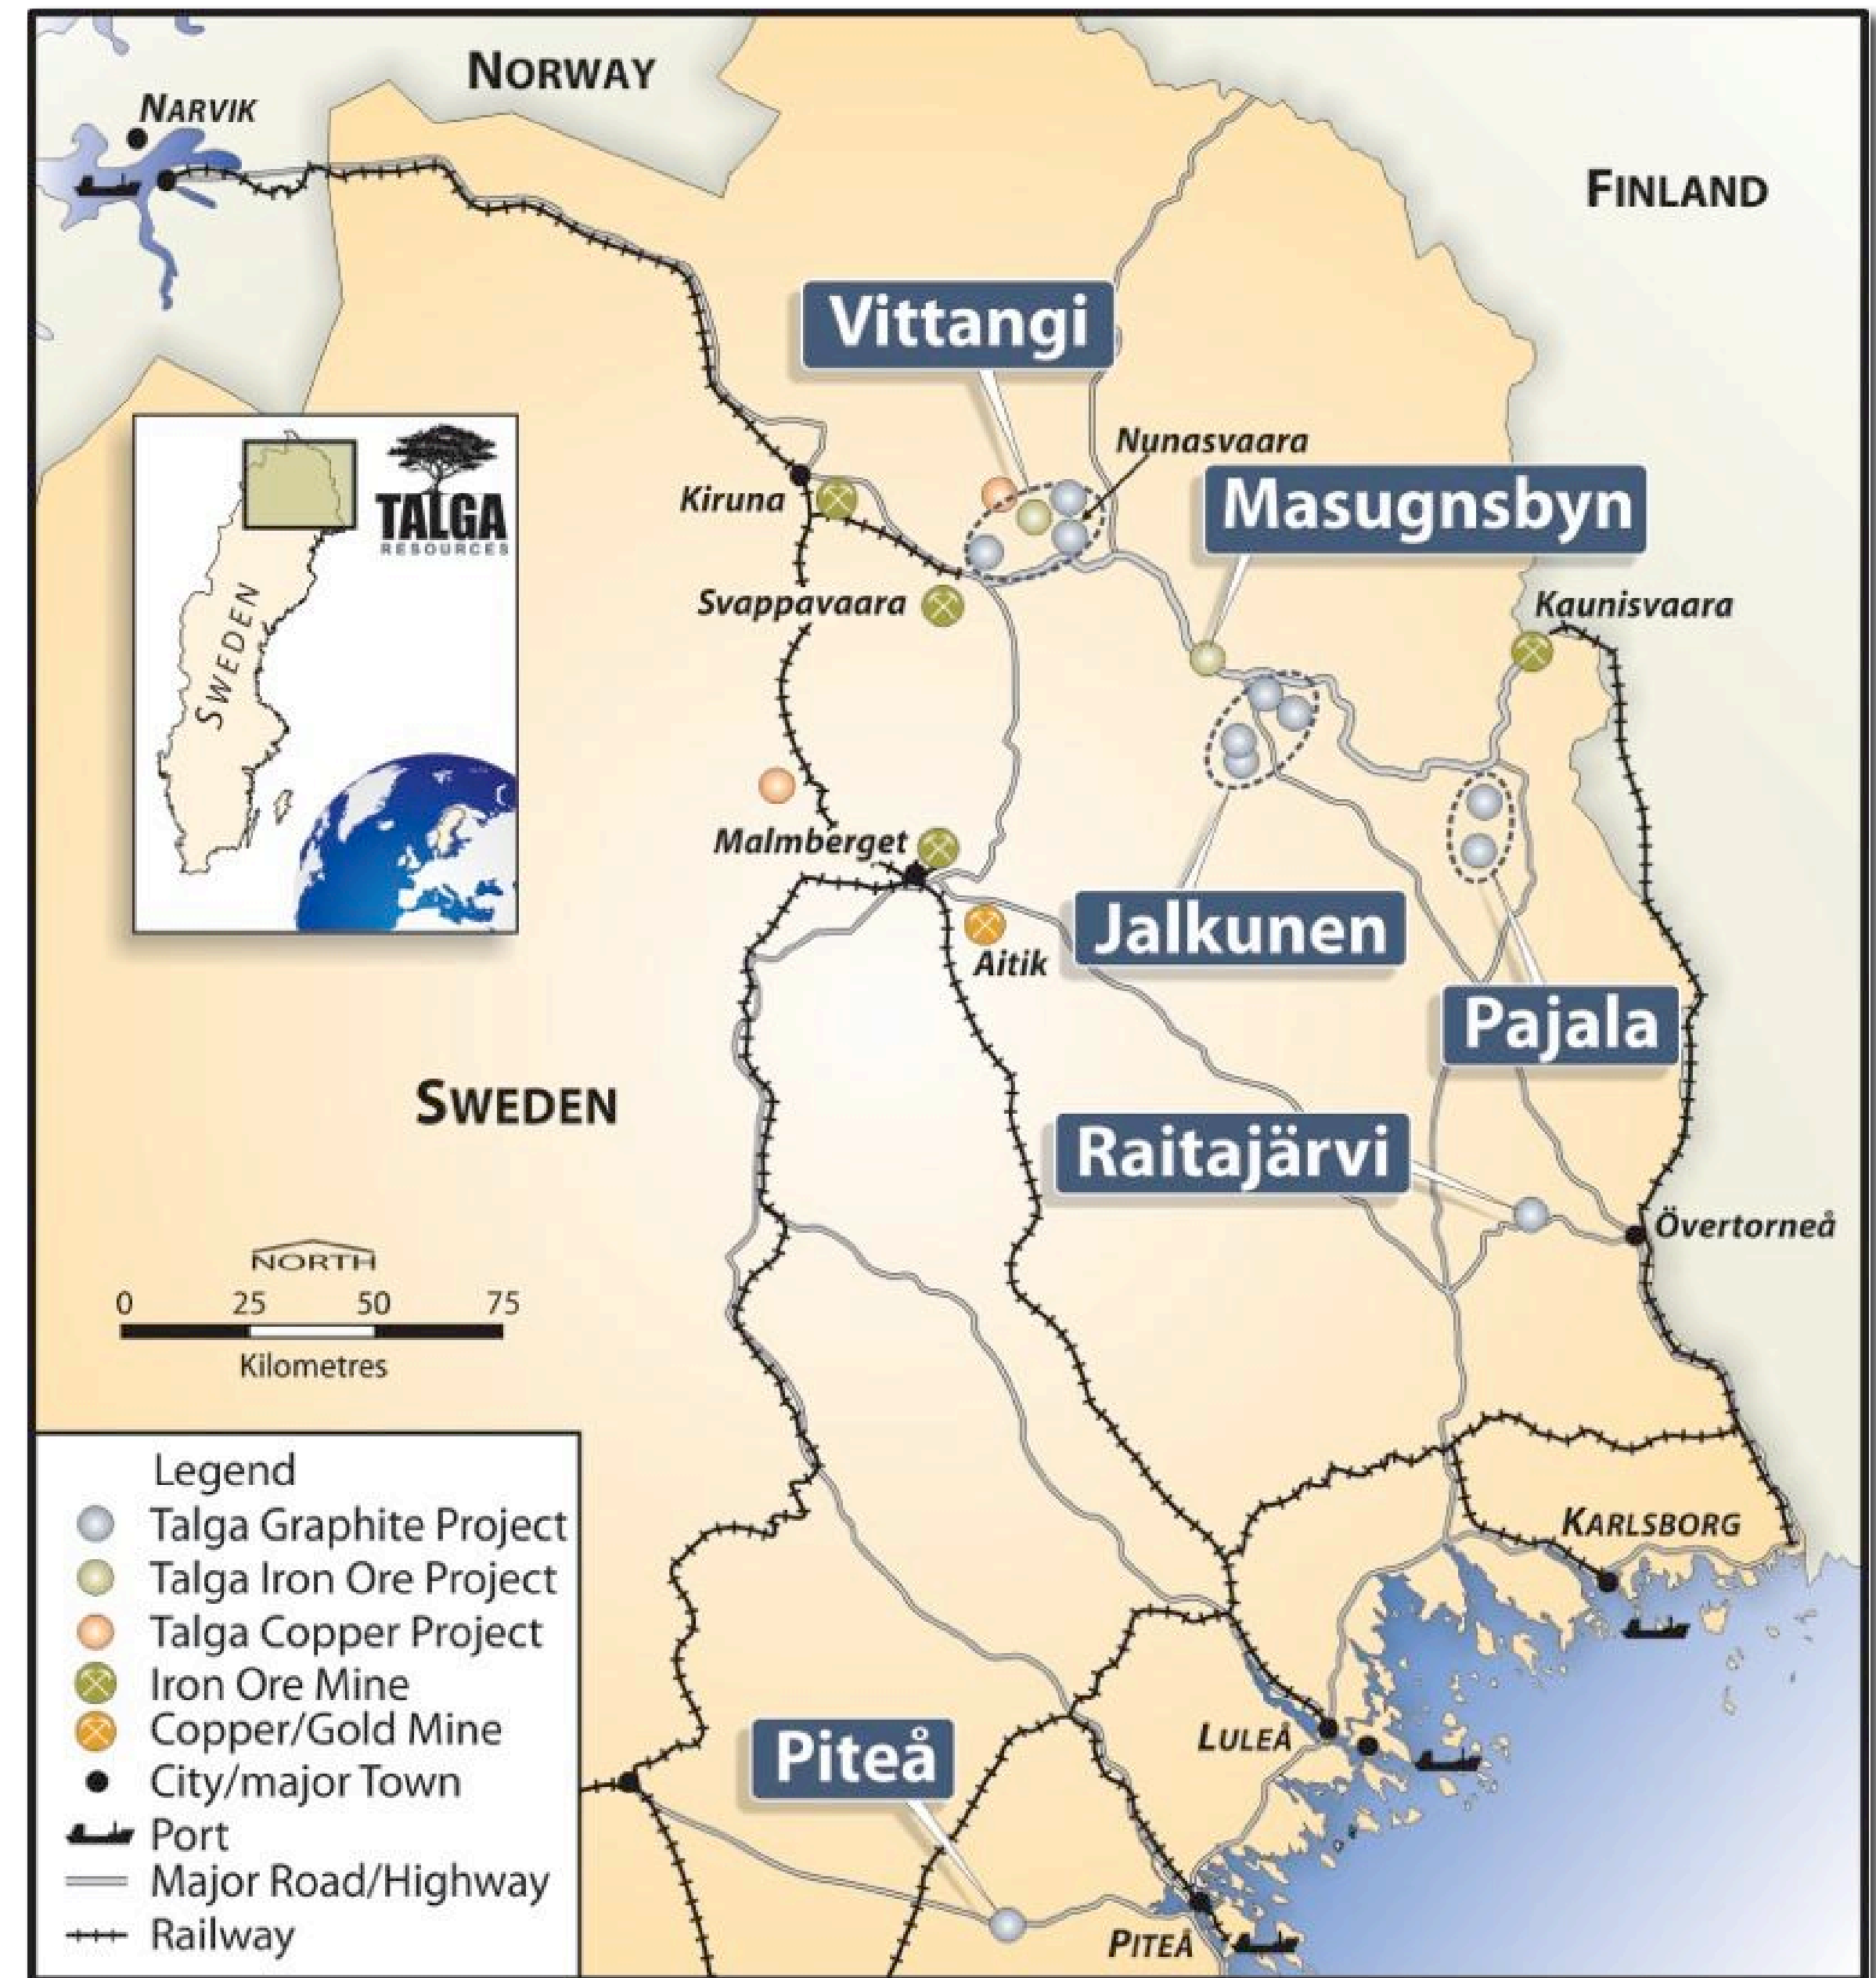 NORWAY
NARVIK
FINLAND
Vittangi
Nunasvaara
Kiruna
Masugnsbyn
TALGA
RESOURCES
SWEDEN
Svappavaara
Kaunisvaara
Malmberget
Jalkunen
Aitik
Pajala
SWEDEN
Raitajärvi
Övertorneå
NORTH
0 25 50 75
Kilometres
Legend
Talga Graphite Project
Talga Iron Ore Project
Talga Copper Project
Iron Ore Mine
Copper/Gold Mine
City/major Town
Port
Major Road/Highway
Railway
KARLSBORG
LULEÅ
Piteå
PITEÅ